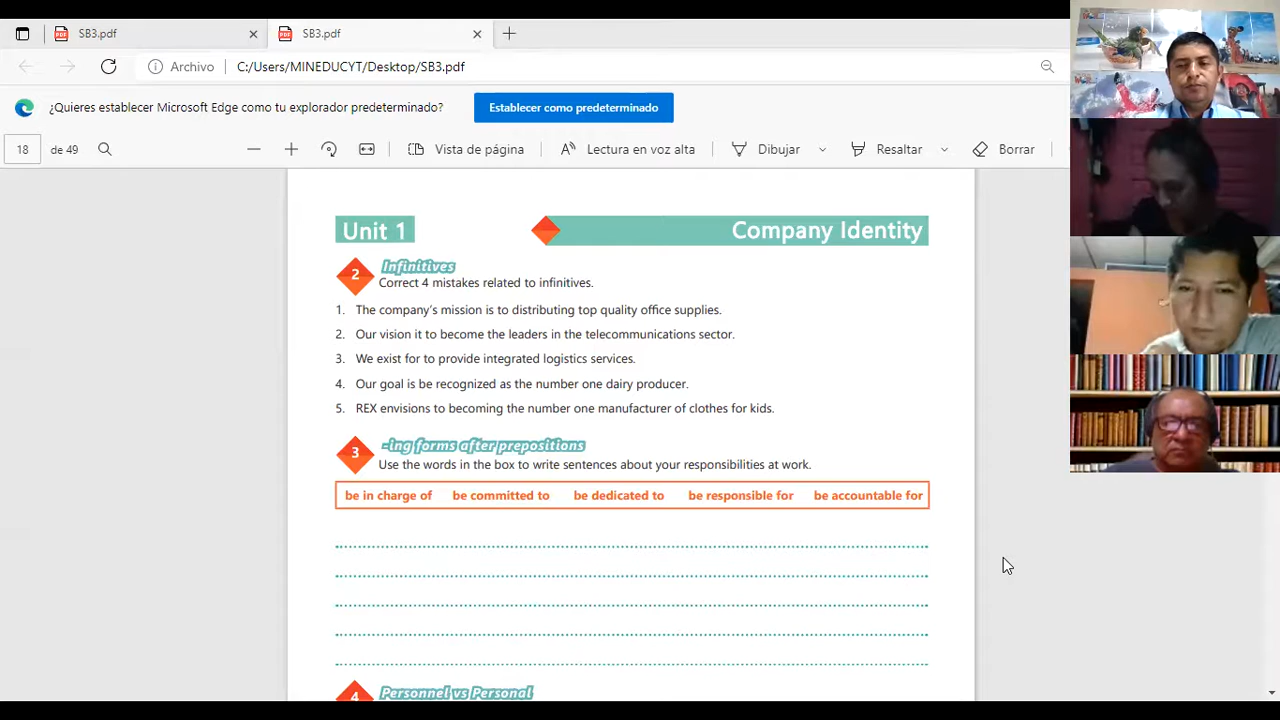 SB3.pdf
SB3.pdf
Archivo C:/Users/MINEDUCYT/Desktop/SB3.pdf
¿Quieres establecer Microsoft Edge como tu explorador predeterminado? Establecer como predeterminado
18 de 49 Vista de página Lectura en voz alta Dibujar Resaltar Borrar
Unit 1 Company Identity
2 Infinitives
Correct 4 mistakes related to infinitives.
1. The company's mission is to distributing top quality office supplies.
2. Our vision it to become the leaders in the telecommunications sector.
3. We exist for to provide integrated logistics services.
4. Our goal is be recognized as the number one dairy producer.
5. REX envisions to becoming the number one manufacturer of clothes for kids.
3 -ing forms after prepositions
Use the words in the box to write sentences about your responsibilities at work.
be in charge of be committed to be dedicated to be responsible for be accountable for
4 Personnel vs Personal